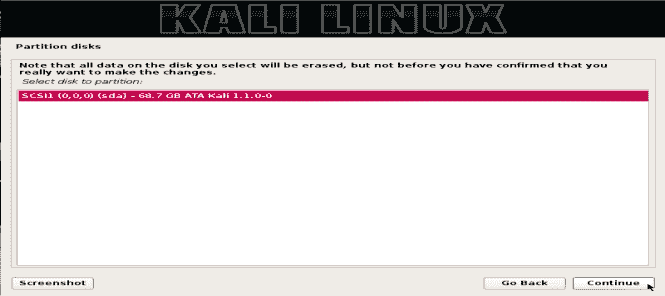 KALI LINUX
Partition disks
Note that all data on the disk you select will be erased, but not before you have confirmed that you
really want to make the changes.
Select disk to partition:
SCSI1 (0,0,0) (sda) - 68.7 GB ATA Kali 1.1.0-0
Screenshot
Go Back
Continue